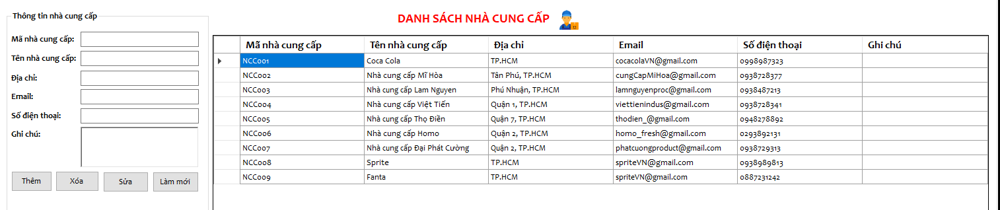 Thông tin nhà cung cấp
Mã nhà cung cấp:
Tên nhà cung cấp:
Địa chỉ:
Email:
Số điện thoại:
Ghi chú:
Thêm Xóa Sửa Làm mới
DANH SÁCH NHÀ CUNG CẤP
Mã nhà cung cấp Tên nhà cung cấp Địa chỉ Email Số điện thoại Ghi chú
NCC001 Coca Cola TP.HCM cocacolaVN@gmail.com 0998987323
NCC002 Nhà cung cấp Mĩ Hòa Tân Phú, TP.HCM cungCapMiHoa@gmail.com 0938728377
NCC003 Nhà cung cấp Lam Nguyen Phú Nhuận, TP.HCM lamnguyenproc@gmail.com 0938487213
NCC004 Nhà cung cấp Việt Tiến Quận 1, TP.HCM viettienindus@gmail.com 0938728341
NCC005 Nhà cung cấp Thọ Điền Quận 7, TP.HCM thodien_@gmail.com 0948278892
NCC006 Nhà cung cấp Homo Quận 2, TP.HCM homo_fresh@gmail.com 0293892131
NCC007 Nhà cung cấp Đại Phát Cường Quận 2, TP.HCM phatcuongproduct@gmail.com 0938729313
NCC008 Sprite TP.HCM spriteVN@gmail.com 0938989813
NCC009 Fanta TP.HCM spriteVN@gmail.com 0887231242